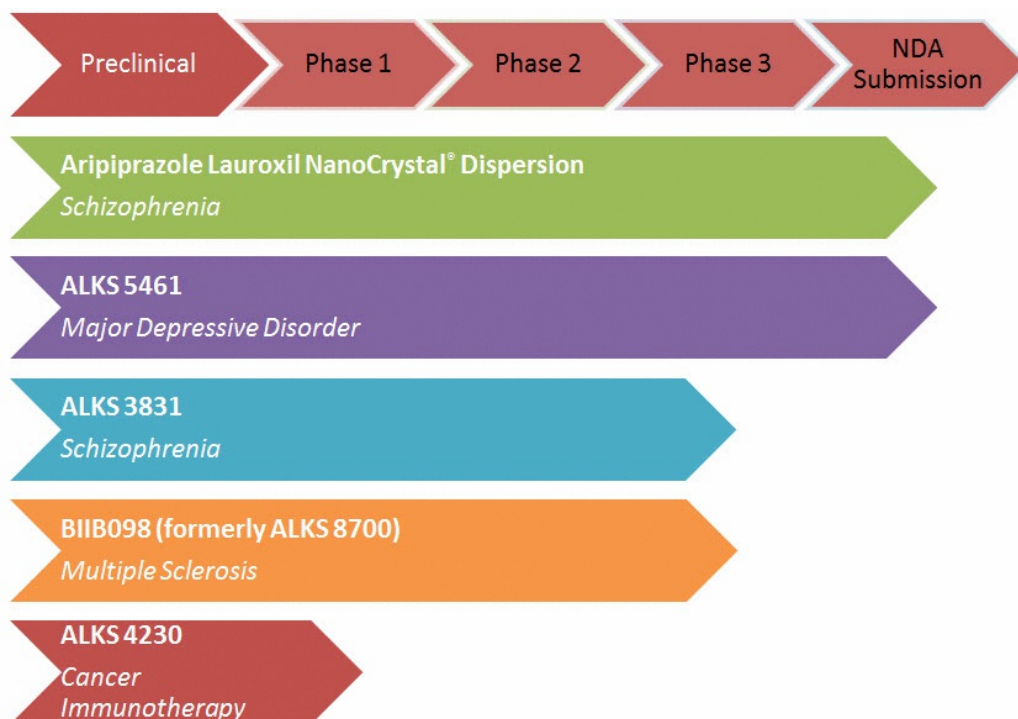 Preclinical
Phase 1
Phase 2
Phase 3
NDA
Submission
Aripiprazole Lauroxil NanoCrystal® Dispersion
Schizophrenia
ALKS 5461
Major Depressive Disorder
ALKS 3831
Schizophrenia
BIIB098 (formerly ALKS 8700)
Multiple Sclerosis
ALKS 4230
Cancer
Immunotherapy